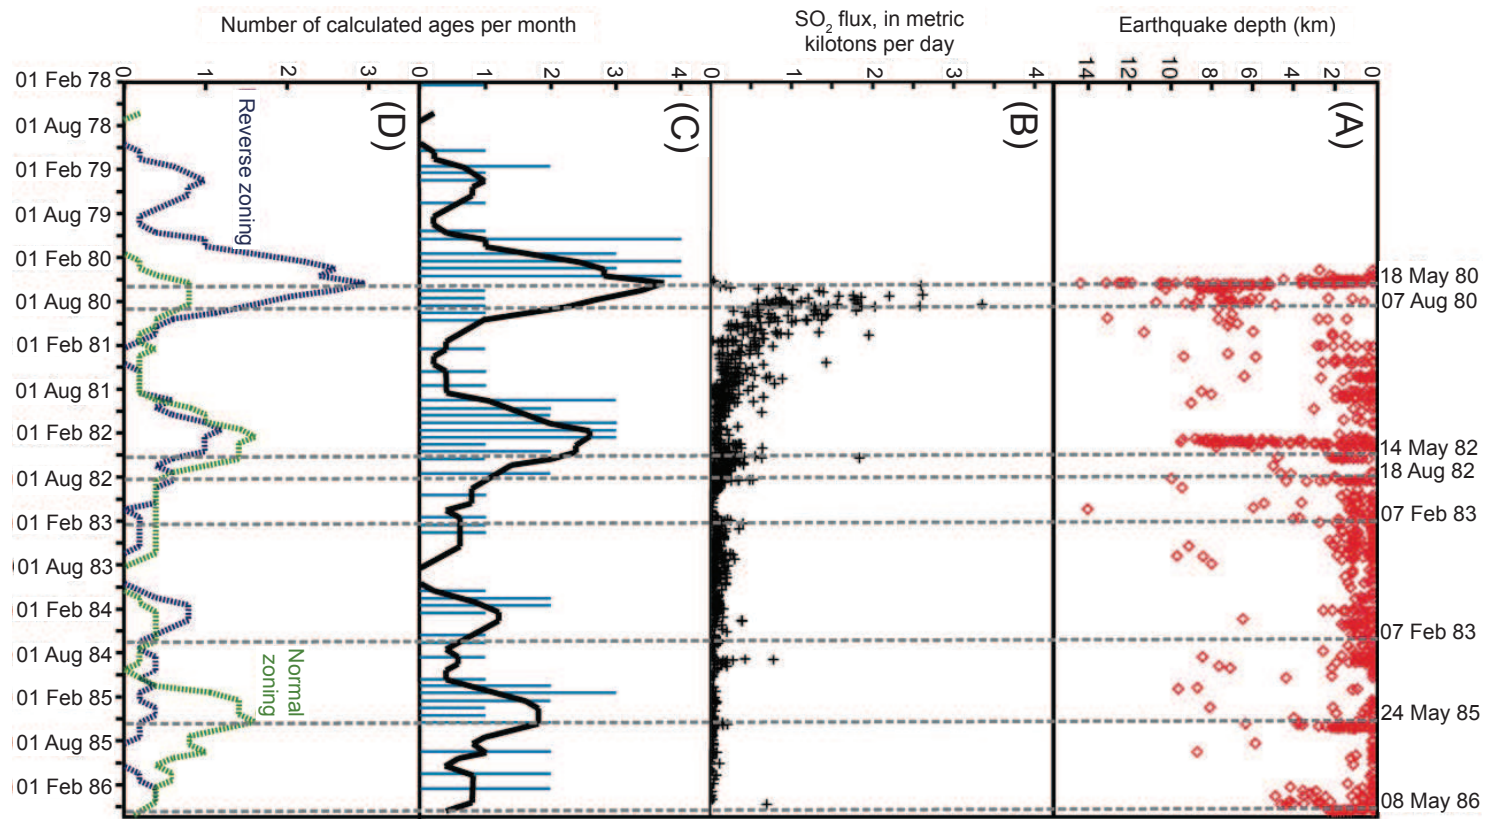 Number of calculated ages per month
SO2 flux, in metric
kilotons per day
Earthquake depth (km)
0 1 2 3
0 1 2 3 4
0 1 2 3 4
14 12 10 8 6 4 2 0
(D)
(C)
(B)
(A)
Reverse zoning
Normal
zoning
01 Feb 78
01 Aug 78
01 Feb 79
01 Aug 79
01 Feb 80
01 Aug 80
01 Feb 81
01 Aug 81
01 Feb 82
01 Aug 82
01 Feb 83
01 Aug 83
01 Feb 84
01 Aug 84
01 Feb 85
01 Aug 85
01 Feb 86
18 May 80
07 Aug 80
14 May 82
18 Aug 82
07 Feb 83
07 Feb 83
24 May 85
08 May 86